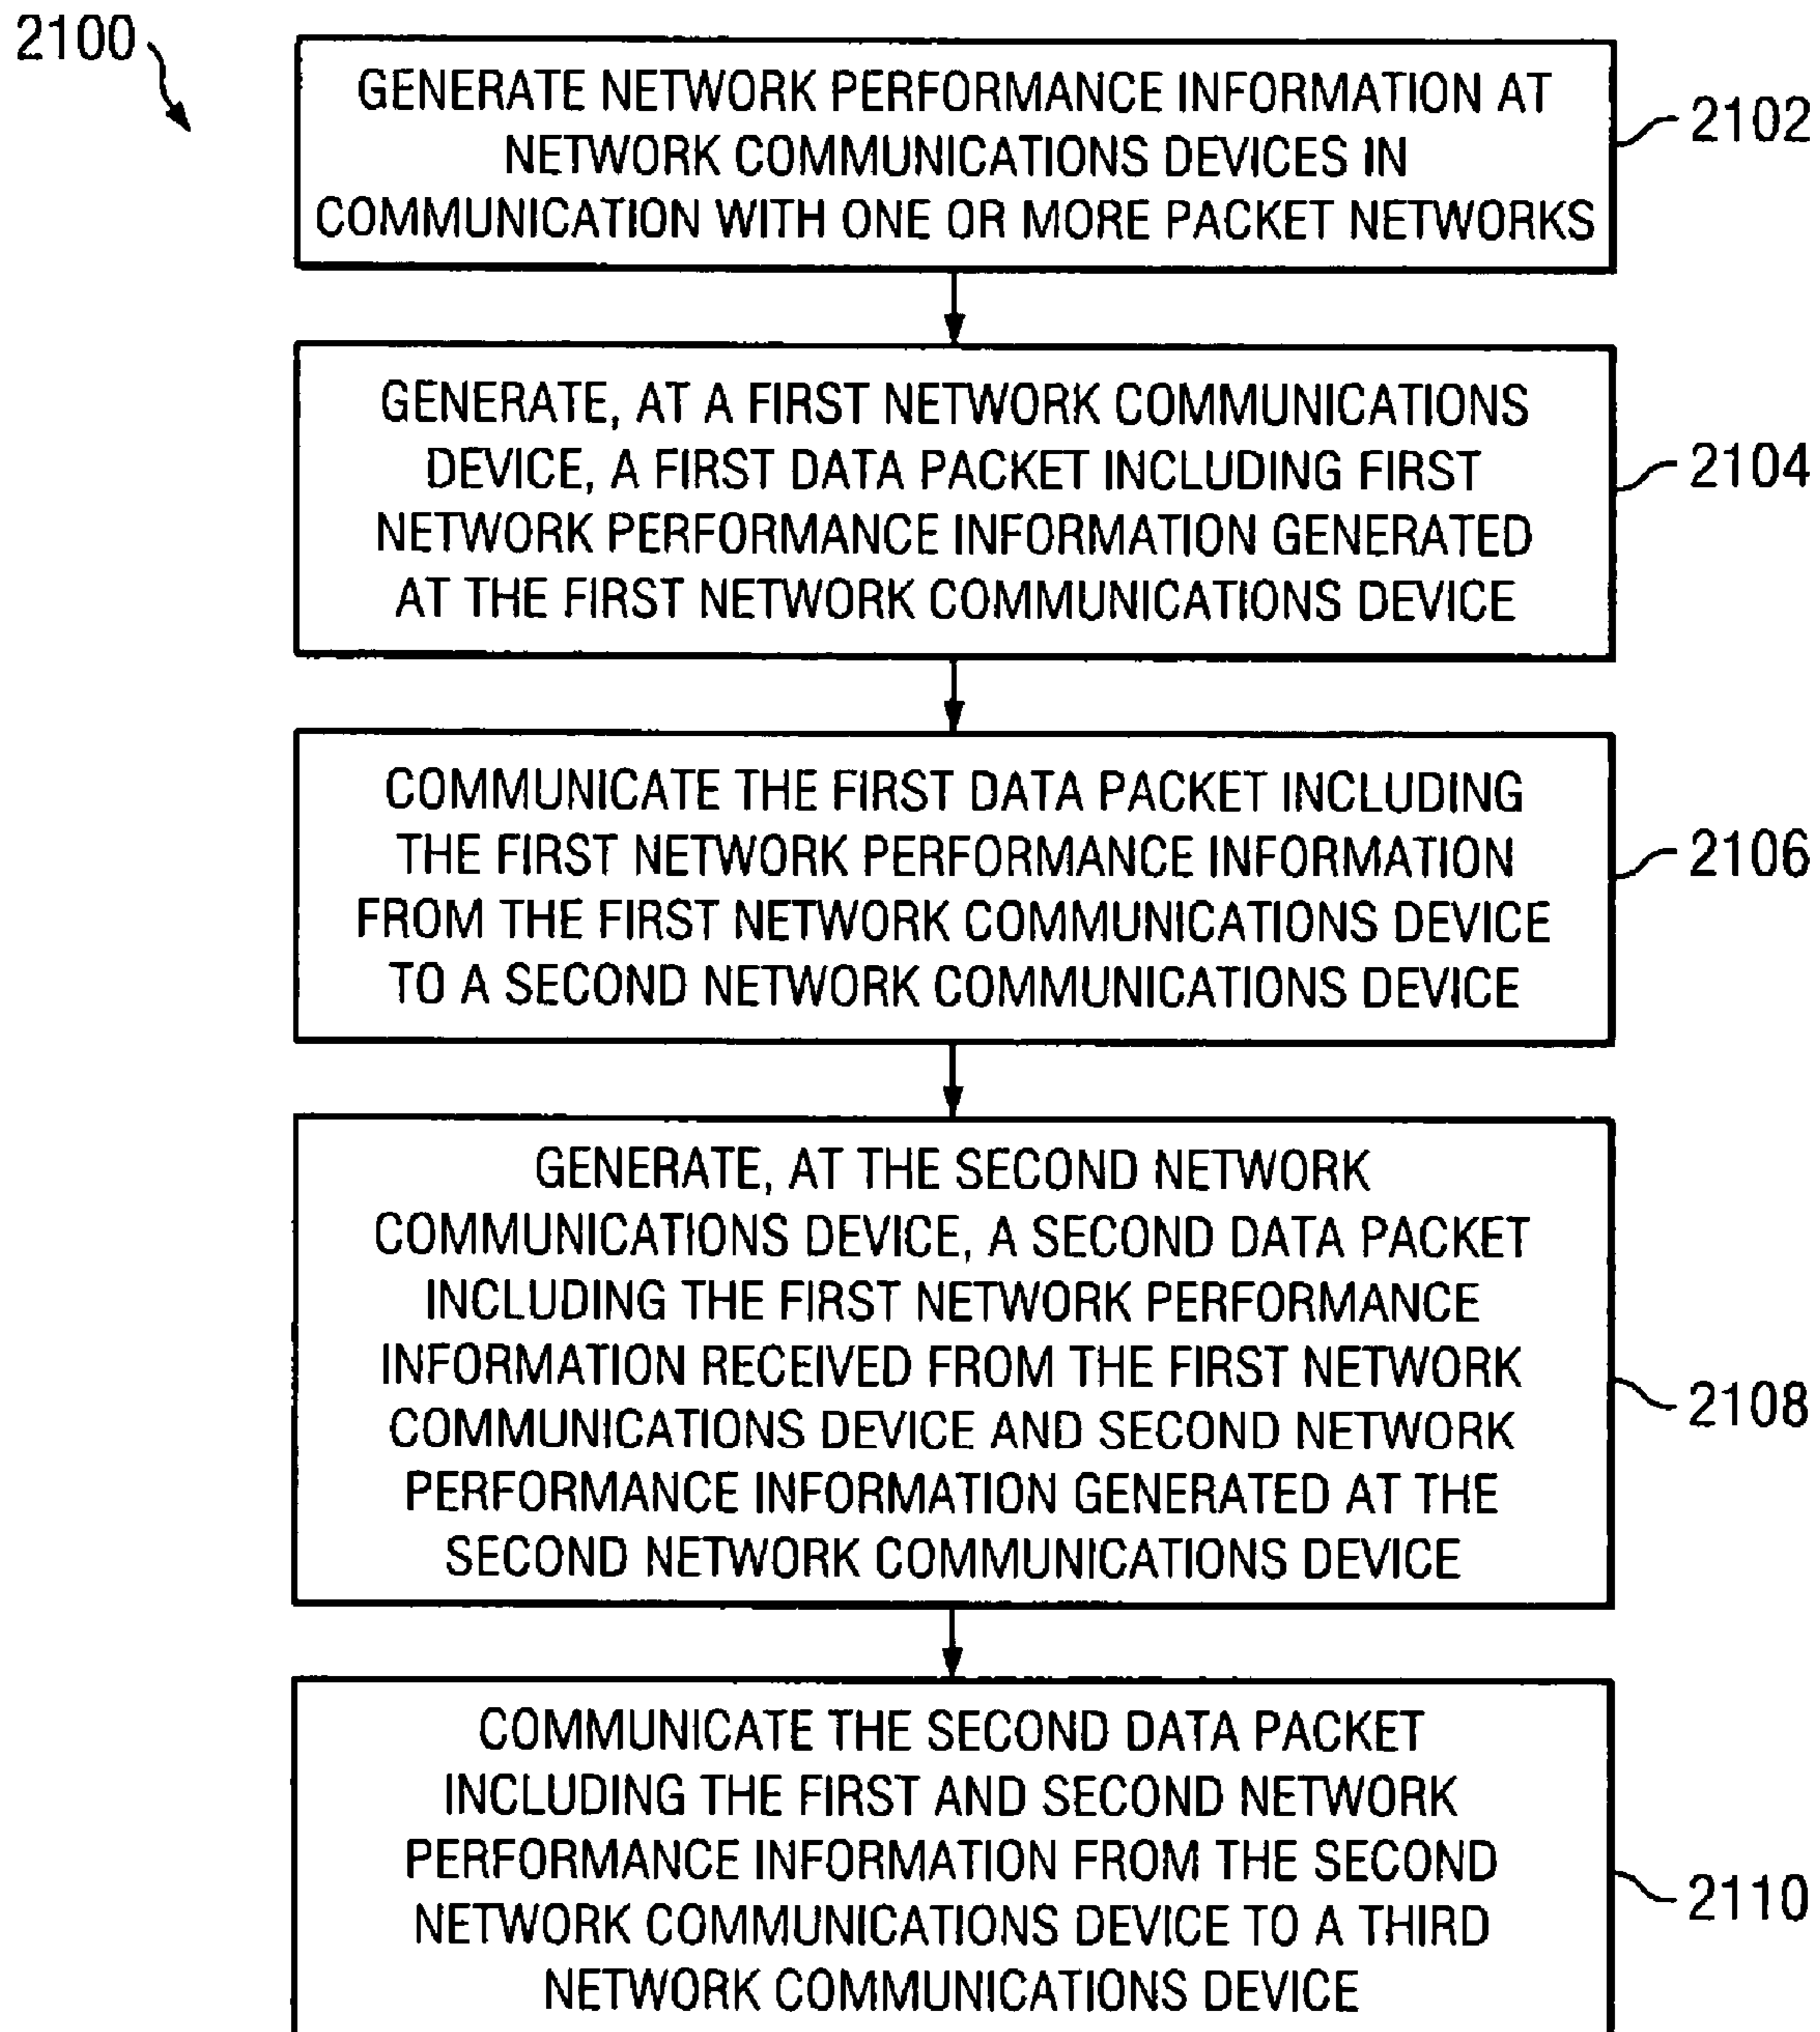 2100
GENERATE NETWORK PERFORMANCE INFORMATION AT
NETWORK COMMUNICATIONS DEVICES IN
COMMUNICATION WITH ONE OR MORE PACKET NETWORKS
2102
GENERATE, AT A FIRST NETWORK COMMUNICATIONS
DEVICE, A FIRST DATA PACKET INCLUDING FIRST
NETWORK PERFORMANCE INFORMATION GENERATED
AT THE FIRST NETWORK COMMUNICATIONS DEVICE
2104
COMMUNICATE THE FIRST DATA PACKET INCLUDING
THE FIRST NETWORK PERFORMANCE INFORMATION
FROM THE FIRST NETWORK COMMUNICATIONS DEVICE
TO A SECOND NETWORK COMMUNICATIONS DEVICE
2106
GENERATE, AT THE SECOND NETWORK
COMMUNICATIONS DEVICE, A SECOND DATA PACKET
INCLUDING THE FIRST NETWORK PERFORMANCE
INFORMATION RECEIVED FROM THE FIRST NETWORK
COMMUNICATIONS DEVICE AND SECOND NETWORK
PERFORMANCE INFORMATION GENERATED AT THE
SECOND NETWORK COMMUNICATIONS DEVICE
2108
COMMUNICATE THE SECOND DATA PACKET
INCLUDING THE FIRST AND SECOND NETWORK
PERFORMANCE INFORMATION FROM THE SECOND
NETWORK COMMUNICATIONS DEVICE TO A THIRD
NETWORK COMMUNICATIONS DEVICE
2110